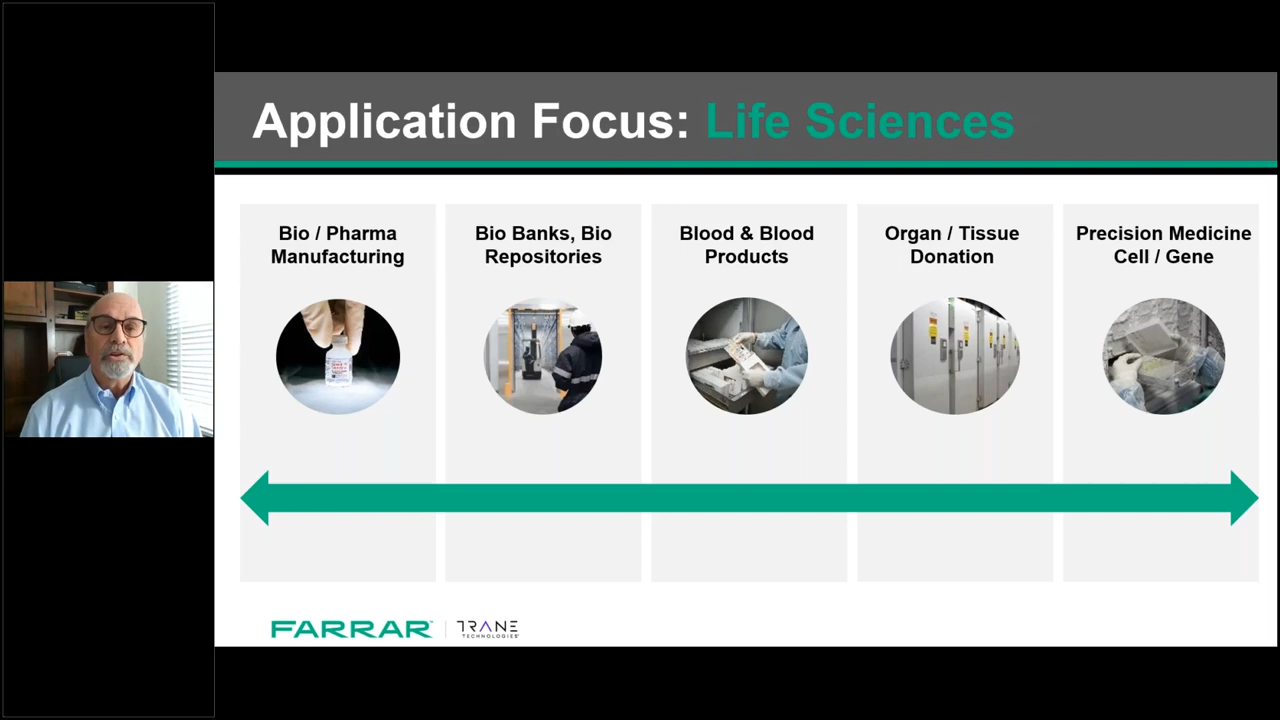 Application Focus: Life Sciences
Bio / Pharma
Manufacturing
Bio Banks, Bio
Repositories
Blood & Blood
Products
Organ / Tissue
Donation
Precision Medicine
Cell / Gene
FARRAR
TRANE
TECHNOLOGIES